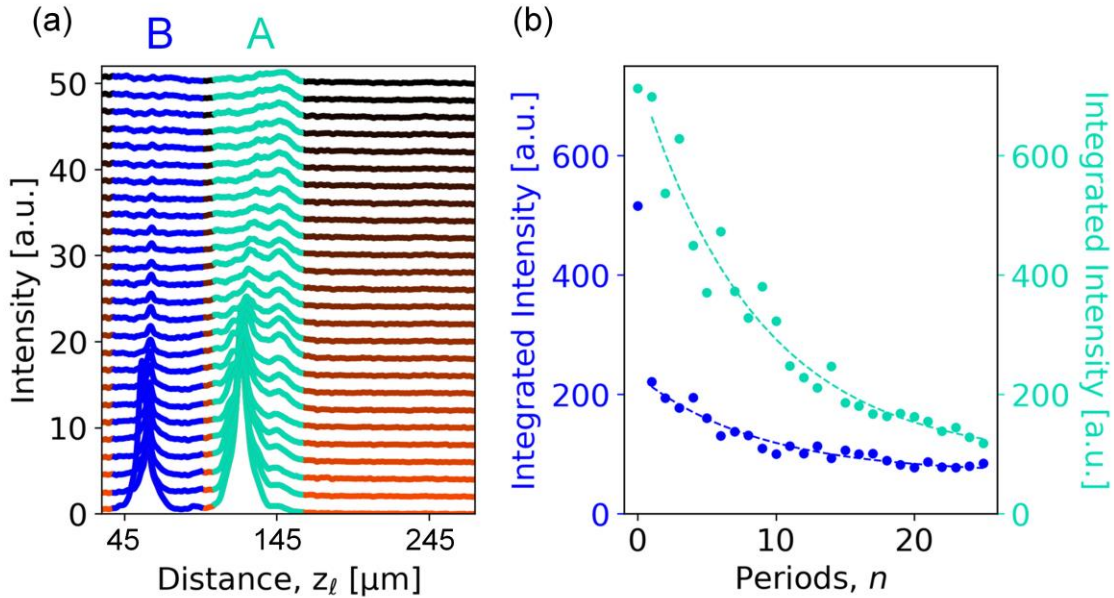 (a)
B
A
Intensity [a.u.]
50
40
30
20
10
0
45
145
245
Distance, zℓ [µm]
(b)
Integrated Intensity [a.u.]
600
400
200
0
0
10
20
Periods, n
600
400
200
0
Integrated Intensity [a.u.]